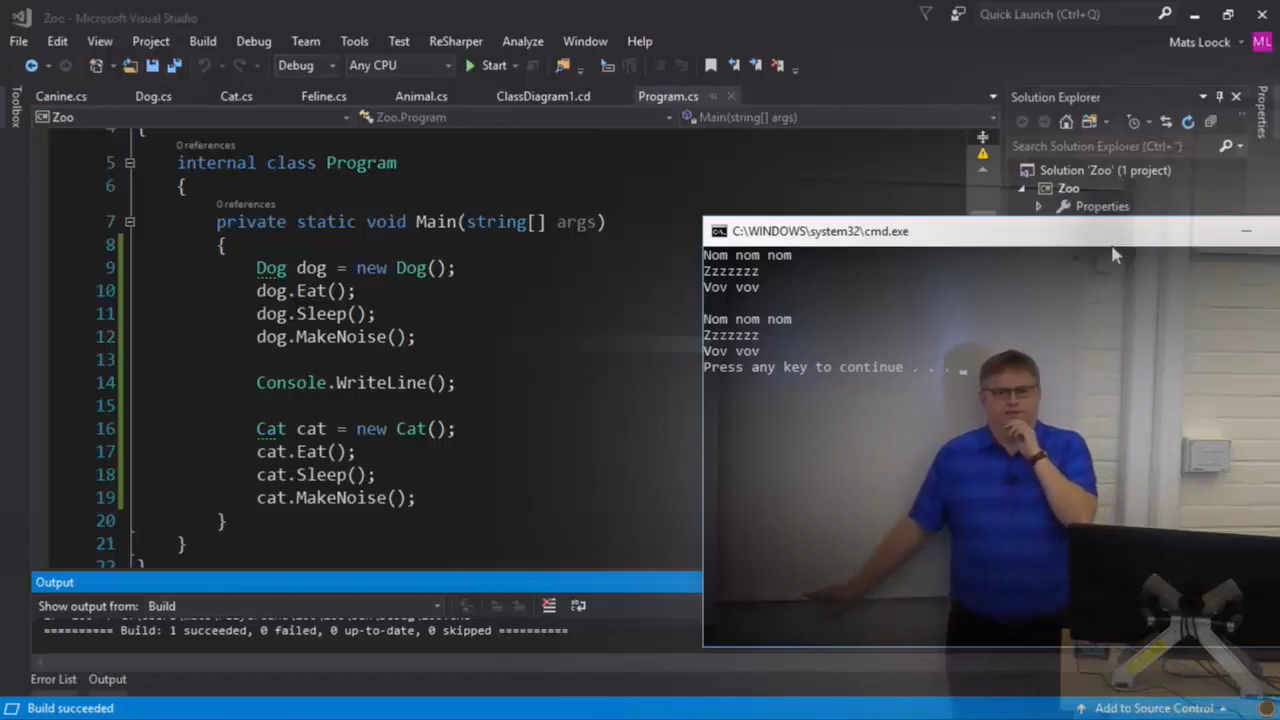 Zoo - Microsoft Visual Studio
Quick Launch (Ctrl+Q)
File Edit View Project Build Debug Team Tools Test ReSharper Analyze Window Help
Mats Loock ML
Debug Any CPU Start
Toolbox
Canine.cs Dog.cs Cat.cs Feline.cs Animal.cs ClassDiagram1.cd Program.cs
Zoo Zoo.Program Main(string[] args)
0 references
5 internal class Program
6 {
0 references
7 private static void Main(string[] args)
8 {
9 Dog dog = new Dog();
10 dog.Eat();
11 dog.Sleep();
12 dog.MakeNoise();
13
14 Console.WriteLine();
15
16 Cat cat = new Cat();
17 cat.Eat();
18 cat.Sleep();
19 cat.MakeNoise();
20 }
21 }
22 }
Solution Explorer
Search Solution Explorer (Ctrl+
Solution 'Zoo' (1 project)
Zoo
Properties
Properties
C:\WINDOWS\system32\cmd.exe
Nom nom nom
Zzzzzzz
Vov vov
Nom nom nom
Zzzzzzz
Vov vov
Press any key to continue . . .
Output
Show output from: Build
========== Build: 1 succeeded, 0 failed, 0 up-to-date, 0 skipped ==========
Error List Output
Build succeeded
Add to Source Control